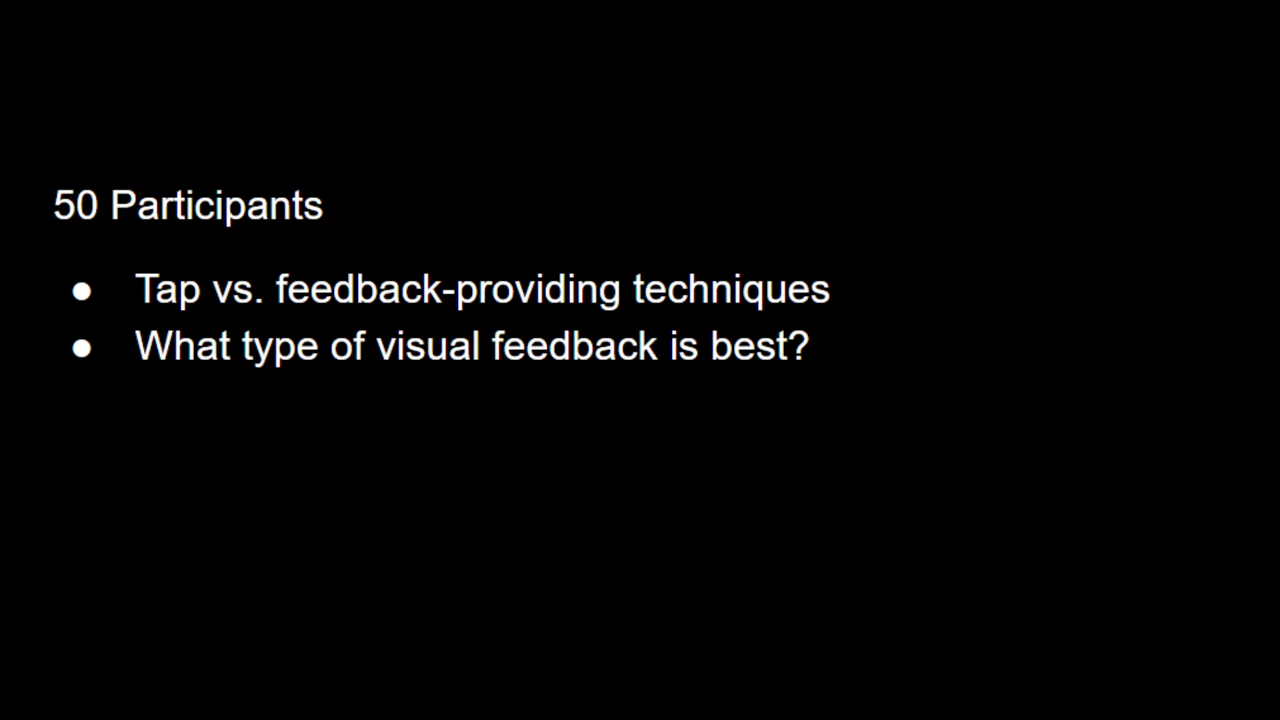 50 Participants
● Tap vs. feedback-providing techniques
● What type of visual feedback is best?